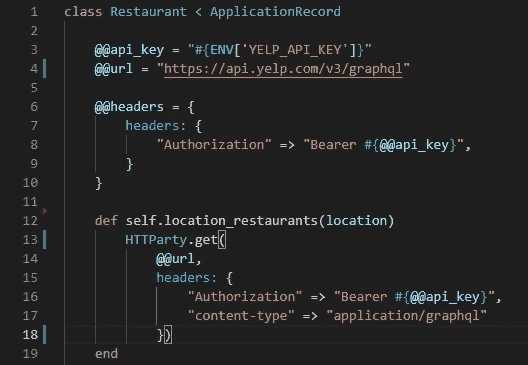 1 class Restaurant < ApplicationRecord
2
3 @@api_key = "#{ENV['YELP_API_KEY']}"
4 @@url = "https://api.yelp.com/v3/graphql"
5
6 @@headers = {
7 headers: {
8 "Authorization" => "Bearer #{@@api_key}",
9 }
10 }
11
12 def self.location_restaurants(location)
13 HTTParty.get(
14 @@url,
15 headers: {
16 "Authorization" => "Bearer #{@@api_key}",
17 "content-type" => "application/graphql"
18 })
19 end